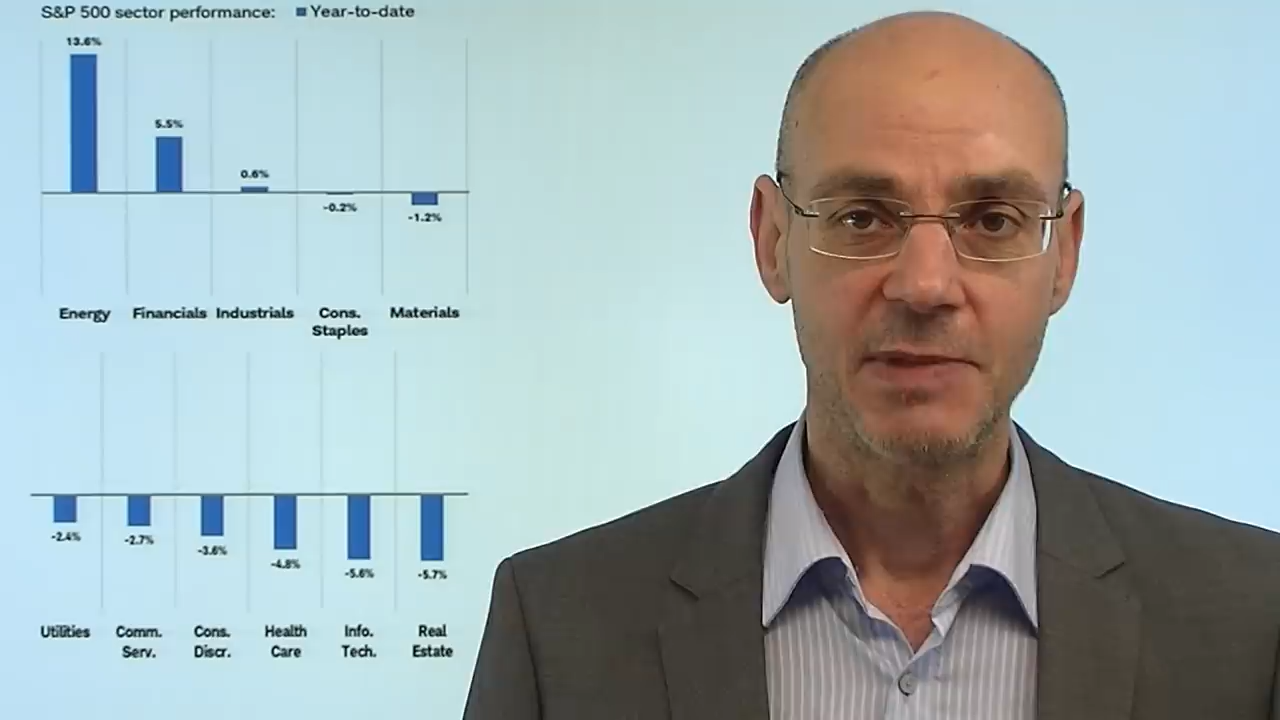 S&P 500 sector performance: Year-to-date
13.6%
5.5%
0.6%
-0.2%
-1.2%
Energy Financials Industrials Cons. Materials
Staples
-2.4% -2.7% -3.6% -4.8% -5.6% -5.7%
Utilities Comm. Cons. Health Info. Real
Serv. Discr. Care Tech. Estate